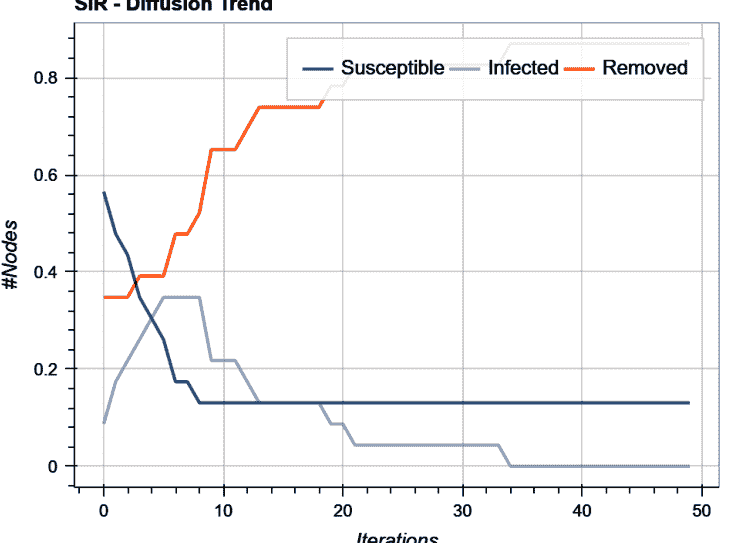 SIR - Diffusion Trend
Susceptible Infected Removed
0.8
0.6
0.4
0.2
0
#Nodes
0 10 20 30 40 50
Iterations